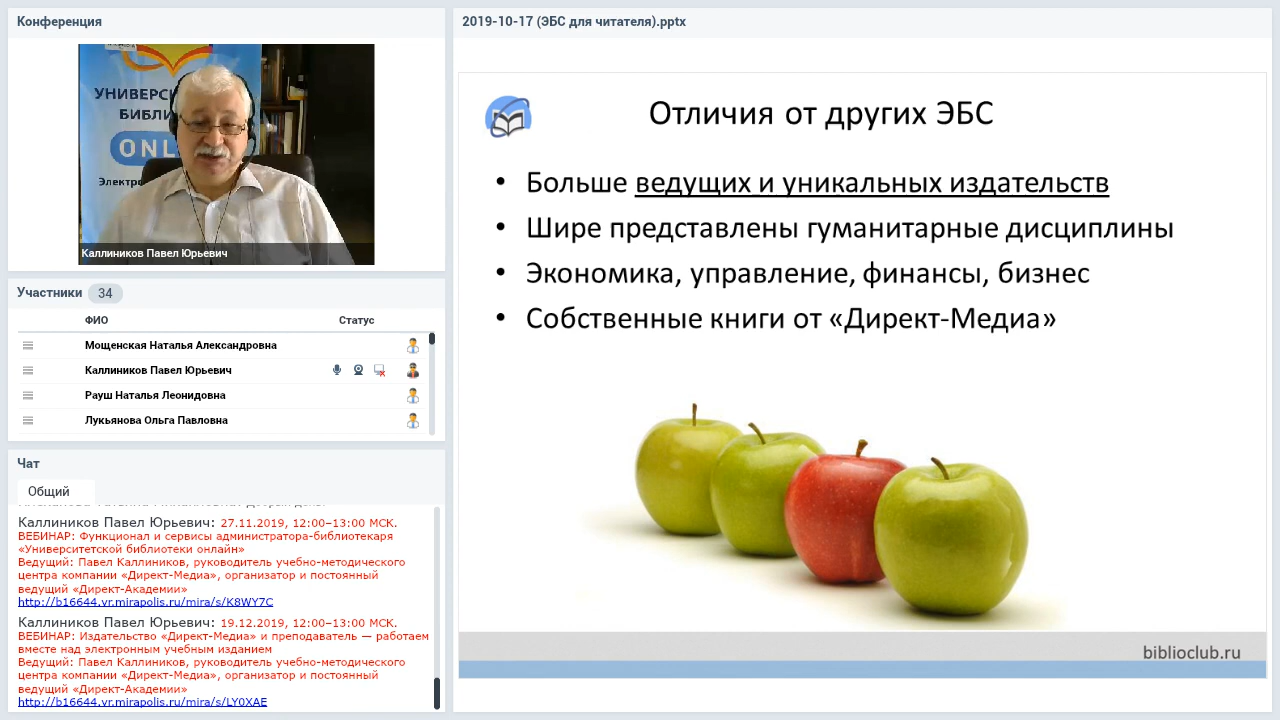 Конференция
УНИВЕРС
БИБЛИ
ONL
Электро
Каллиников Павел Юрьевич
Участники 34
ФИО Статус
Мощенская Наталья Александровна
Каллиников Павел Юрьевич
Рауш Наталья Леонидовна
Лукьянова Ольга Павловна
Чат
Общий
Каллиников Павел Юрьевич: 27.11.2019, 12:00–13:00 МСК.
ВЕБИНАР: Функционал и сервисы администратора-библиотекаря
«Университетской библиотеки онлайн»
Ведущий: Павел Каллиников, руководитель учебно-методического
центра компании «Директ-Медиа», организатор и постоянный
ведущий «Директ-Академии»
http://b16644.vr.mirapolis.ru/mira/s/K8WY7C
Каллиников Павел Юрьевич: 19.12.2019, 12:00–13:00 МСК.
ВЕБИНАР: Издательство «Директ-Медиа» и преподаватель — работаем
вместе над электронным учебным изданием
Ведущий: Павел Каллиников, руководитель учебно-методического
центра компании «Директ-Медиа», организатор и постоянный
ведущий «Директ-Академии»
http://b16644.vr.mirapolis.ru/mira/s/LY0XAE
2019-10-17 (ЭБС для читателя).pptx
Отличия от других ЭБС
• Больше ведущих и уникальных издательств
• Шире представлены гуманитарные дисциплины
• Экономика, управление, финансы, бизнес
• Собственные книги от «Директ-Медиа»
biblioclub.ru